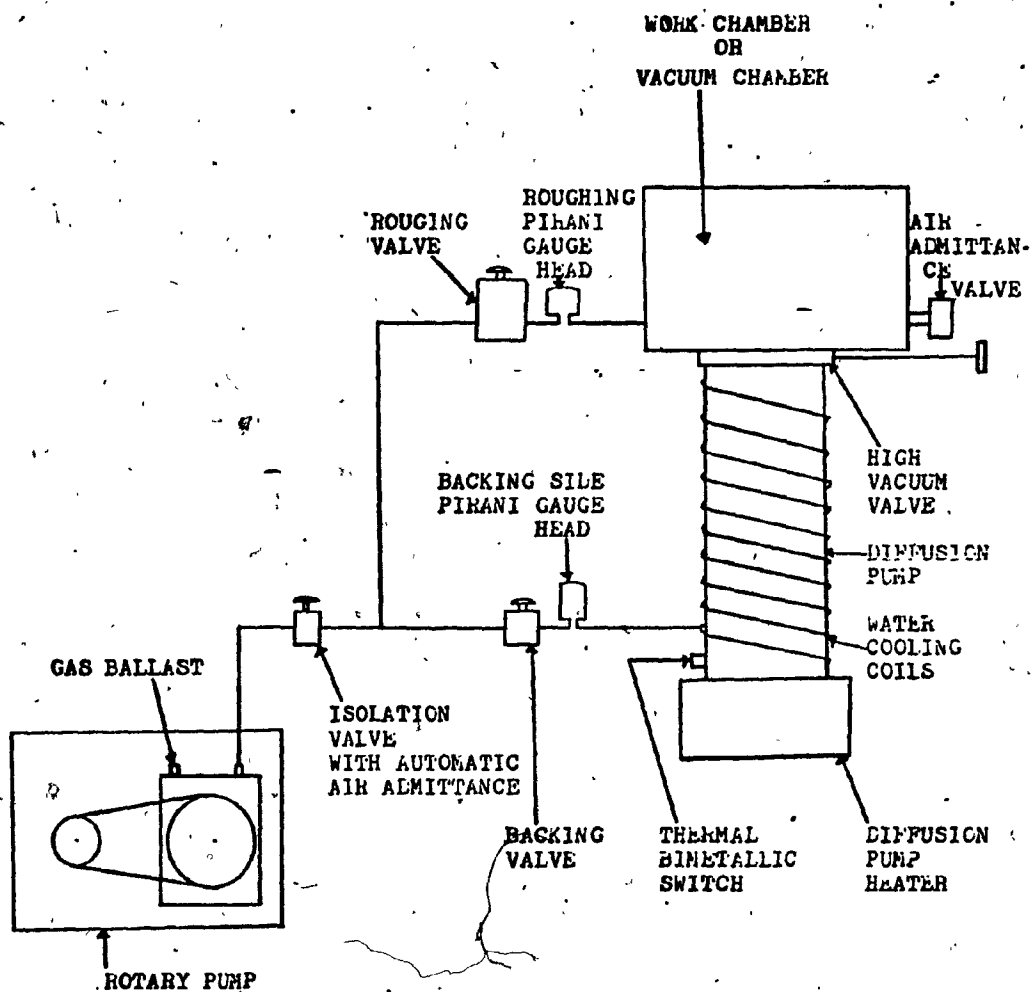 WORK CHAMBER
OR
VACUUM CHAMBER
ROUGING
VALVE
ROUGHING
PIRANI
GAUGE
HEAD
AIR
ADMITTAN-
CE
VALVE
HIGH
VACUUM
VALVE
BACKING SILE
PIRANI GAUGE
HEAD
DIFFUSION
PUMP
WATER
COOLING
COILS
GAS BALLAST
ISOLATION
VALVE
WITH AUTOMATIC
AIR ADMITTANCE
BACKING
VALVE
THERMAL
BIMETALLIC
SWITCH
DIFFUSION
PUMP
HEATER
ROTARY PUMP